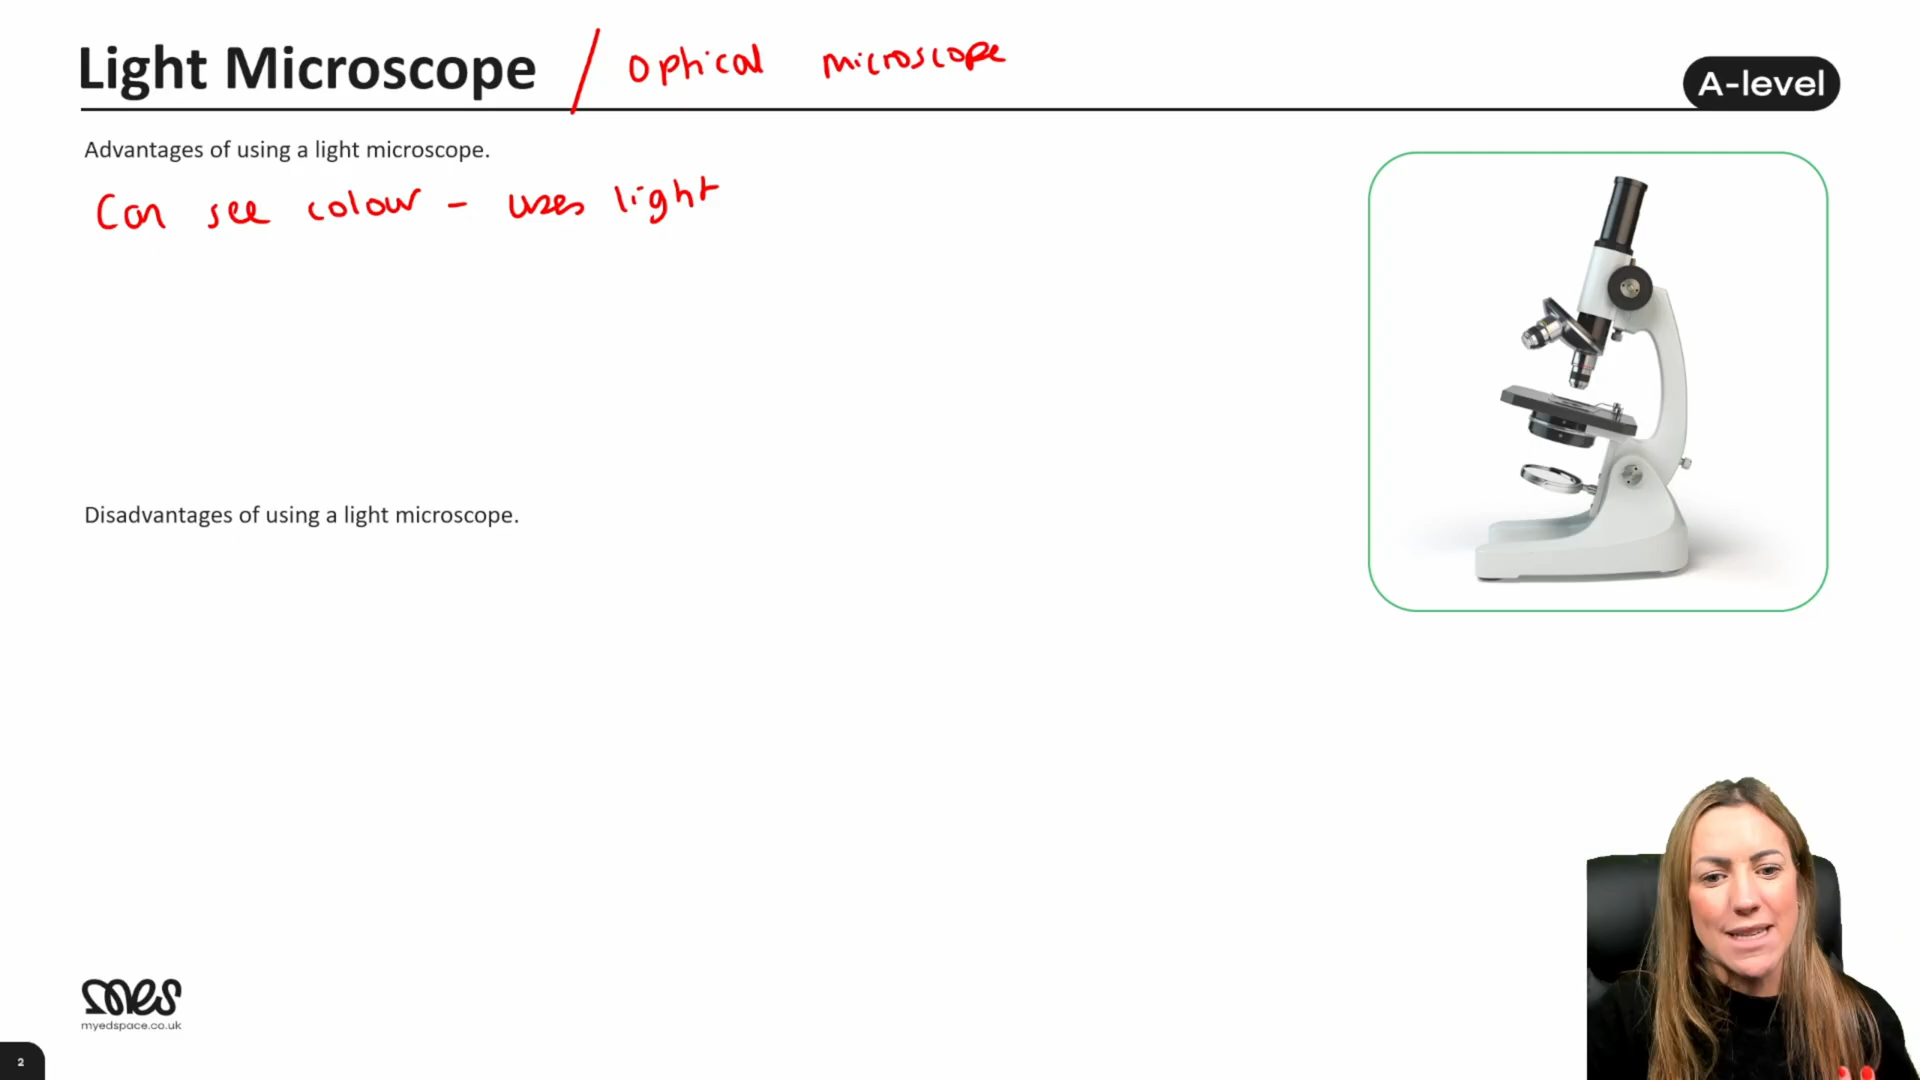 Light Microscope / optical microscope
A-level
Advantages of using a light microscope.
Can see colour - uses light
Disadvantages of using a light microscope.
mes
myedspace.co.uk
2